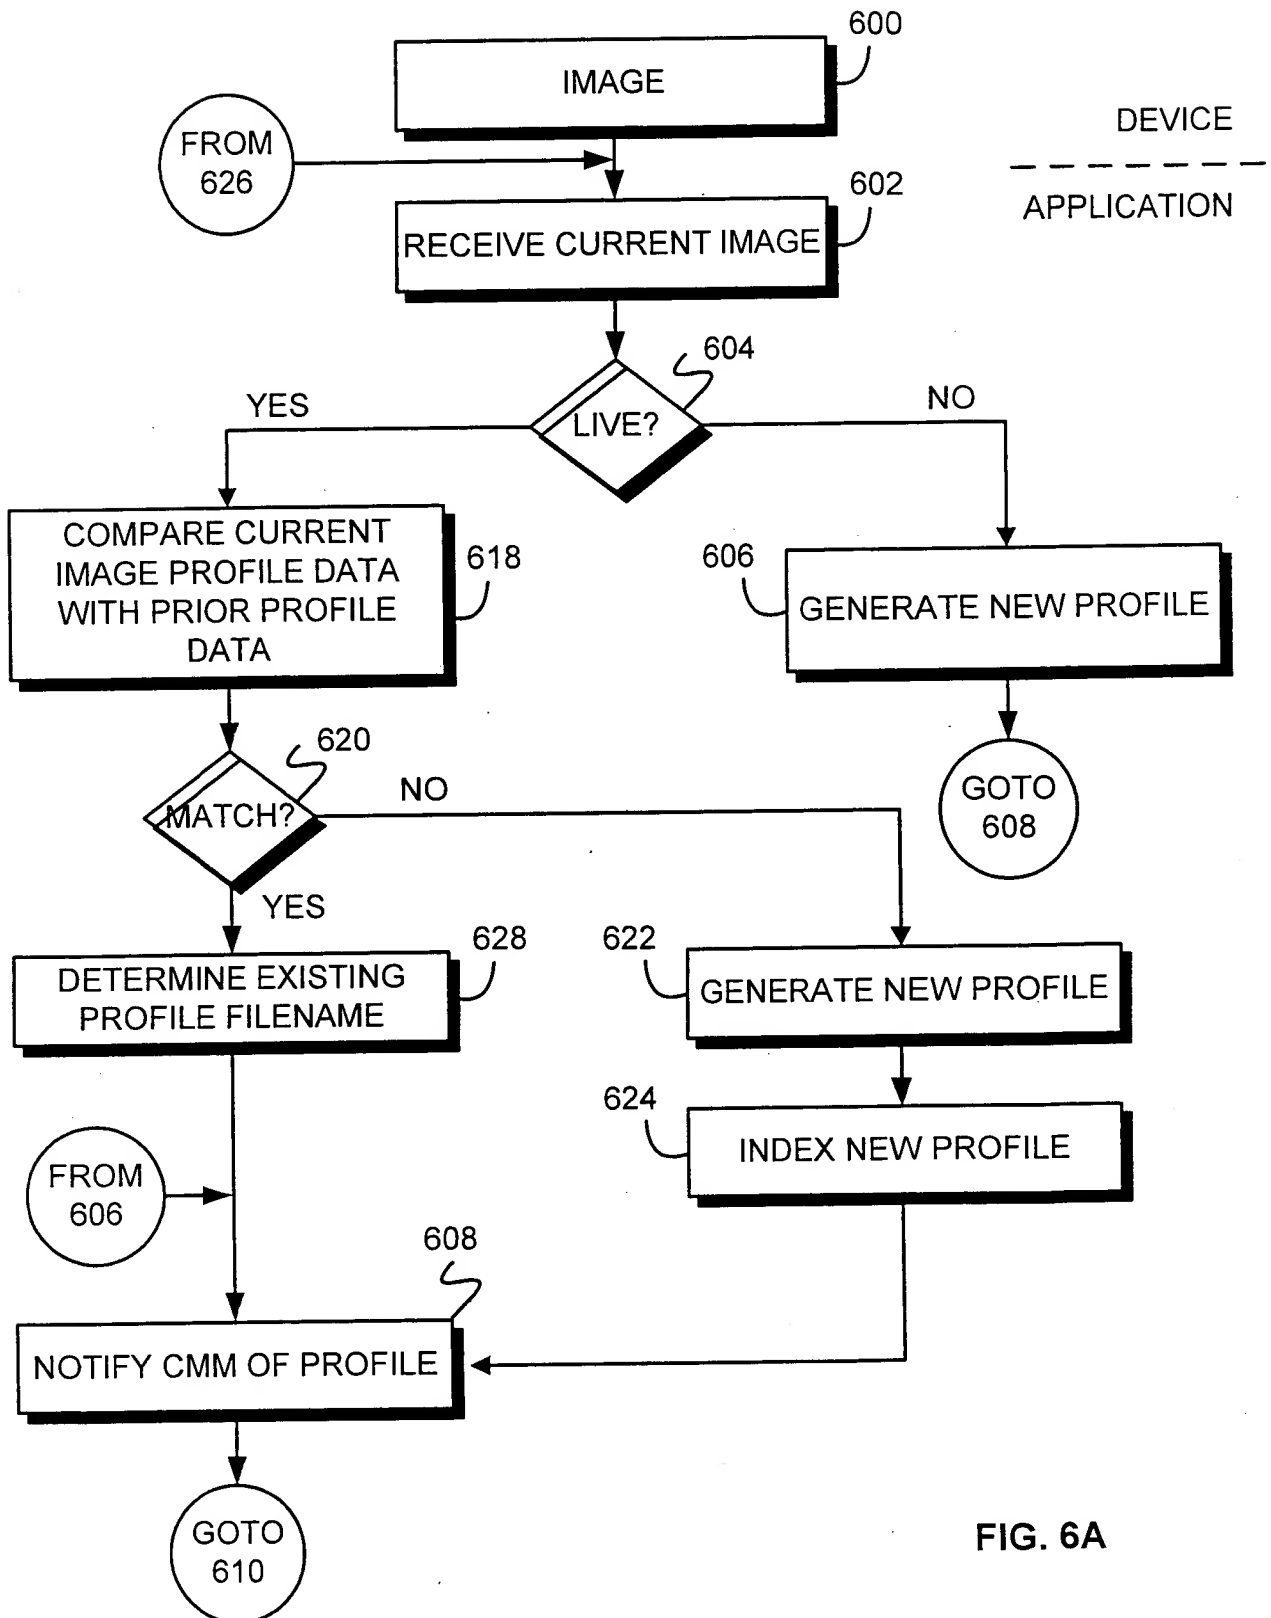 600
IMAGE
DEVICE
FROM
626
APPLICATION
602
RECEIVE CURRENT IMAGE
604
LIVE?
YES
NO
COMPARE CURRENT
IMAGE PROFILE DATA
WITH PRIOR PROFILE
DATA
618
606
GENERATE NEW PROFILE
620
MATCH?
NO
GOTO
608
YES
628
DETERMINE EXISTING
PROFILE FILENAME
622
GENERATE NEW PROFILE
624
INDEX NEW PROFILE
FROM
606
608
NOTIFY CMM OF PROFILE
GOTO
610
FIG. 6A